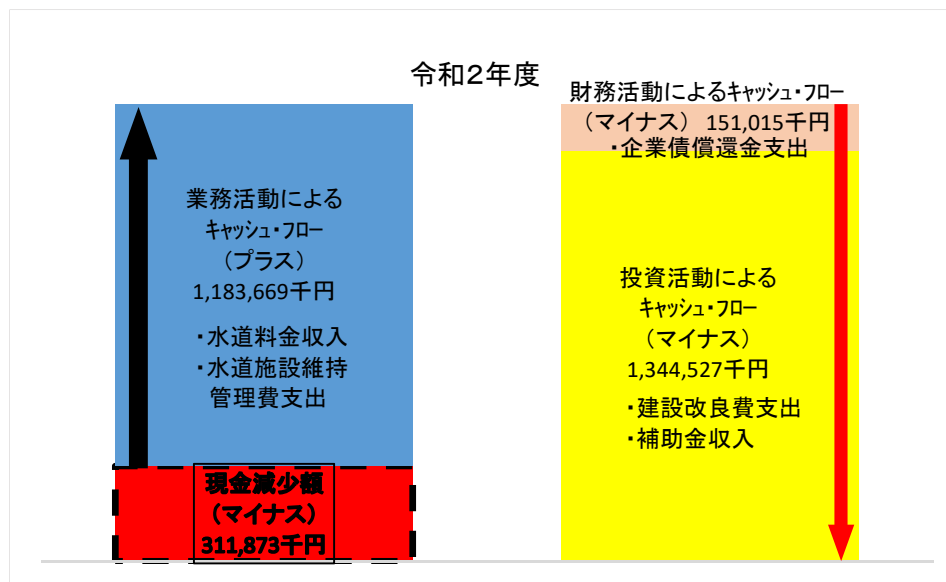 令和2年度
業務活動による
ｷｬｯｼｭ・ﾌﾛｰ
（プラス）
1,183,669千円
・水道料金収入
・水道施設維持
管理費支出
現金減少額
（マイナス）
311,873千円
財務活動によるｷｬｯｼｭ・ﾌﾛｰ
（マイナス） 151,015千円
・企業債償還金支出
投資活動による
ｷｬｯｼｭ・ﾌﾛｰ
（マイナス）
1,344,527千円
・建設改良費支出
・補助金収入